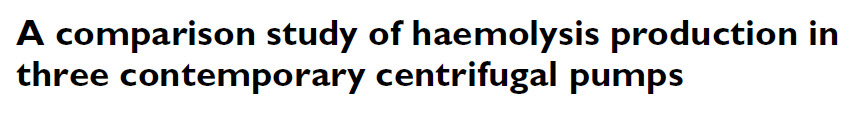 A comparison study of haemolysis production in
three contemporary centrifugal pumps